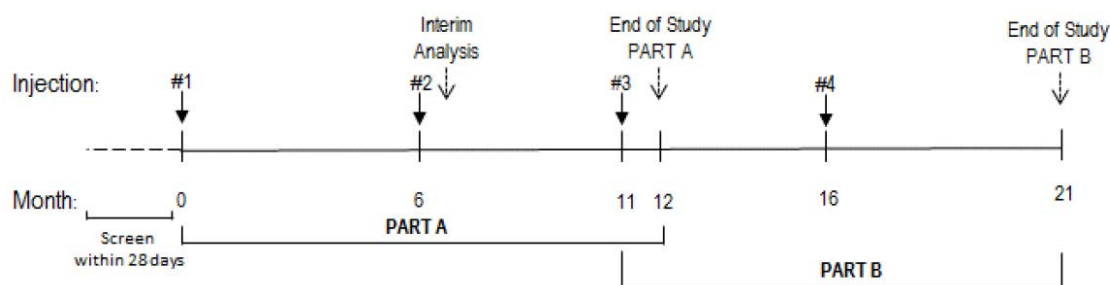 Interim
Analysis
End of Study
PART A
End of Study
PART B
Injection: #1 #2 #3 #4
Month: 0 6 11 12 16 21
PART A
Screen
within 28 days
PART B